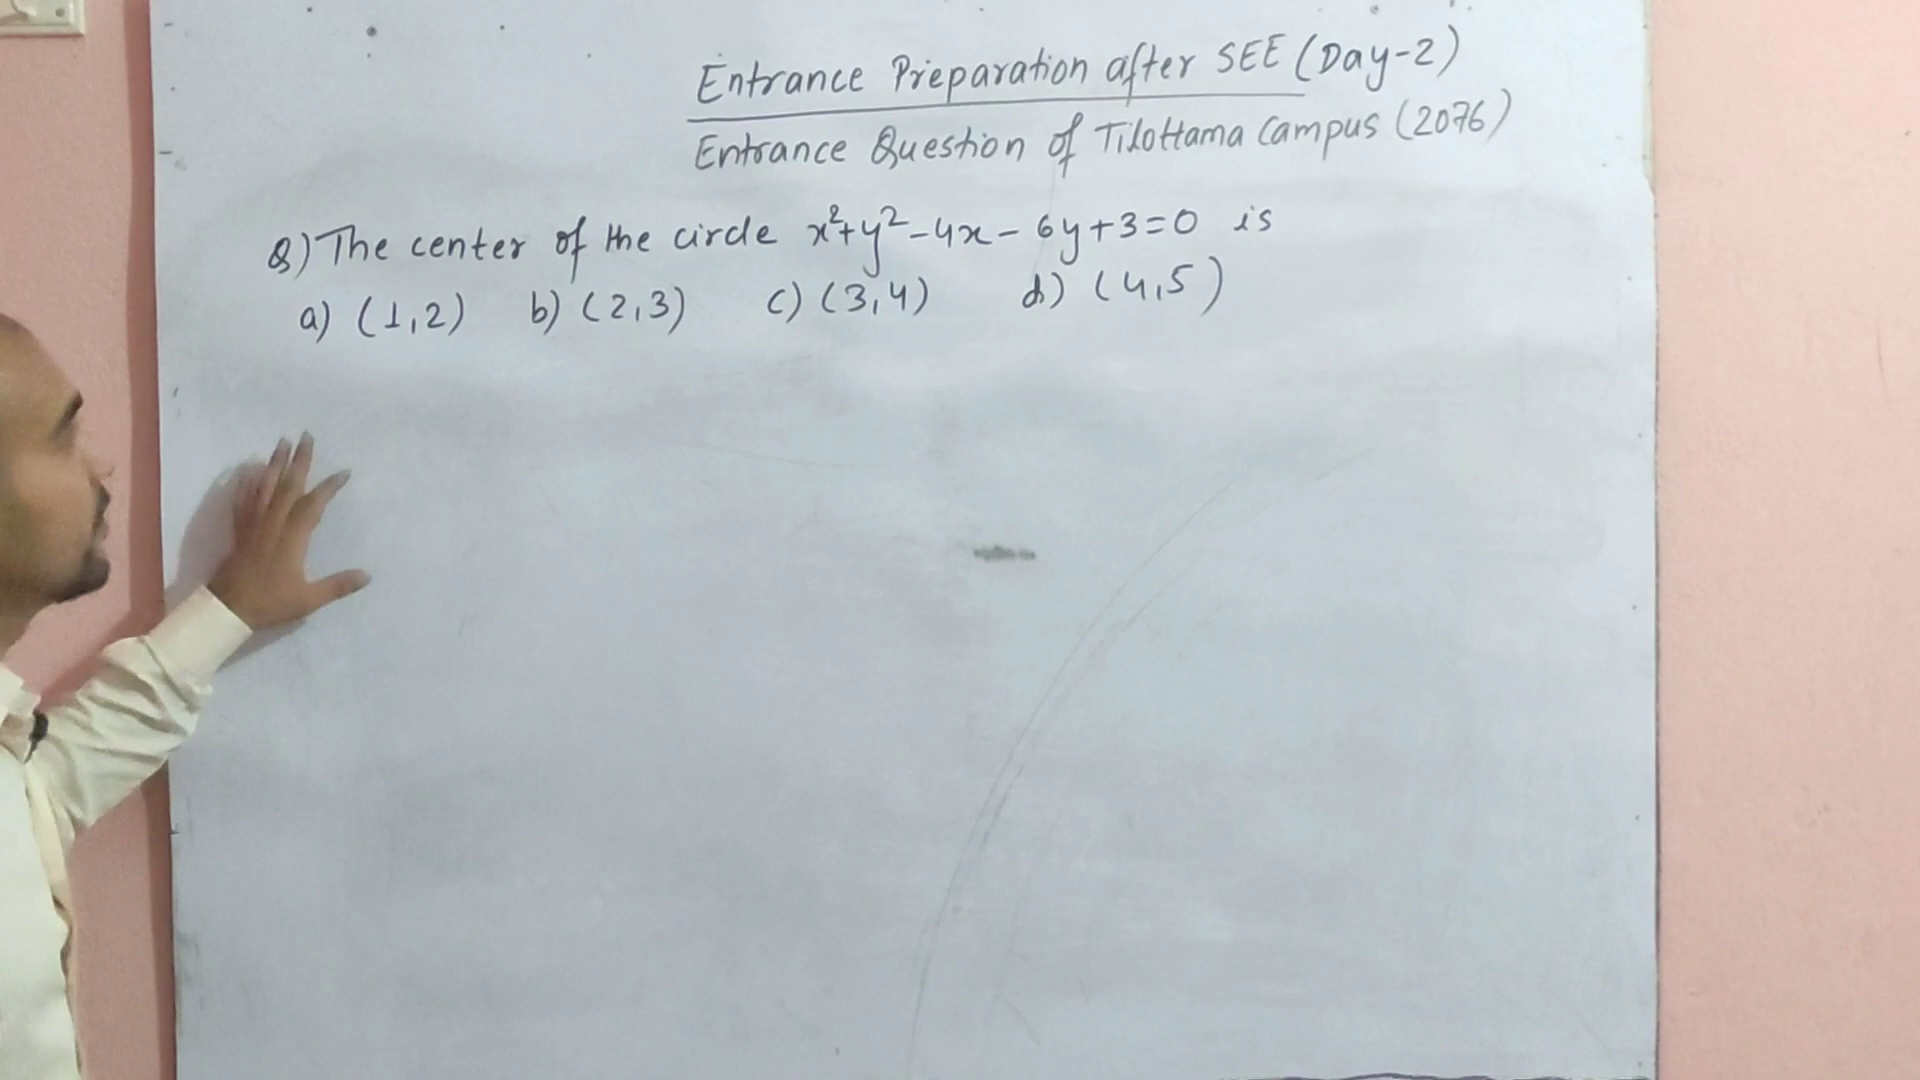 Entrance Preparation after SEE (Day-2)
Entrance Question of Tilottama Campus (2076)
Q) The center of the circle x²+y²-4x-6y+3=0 is
a) (1,2) b) (2,3) c) (3,4) d) (4,5)